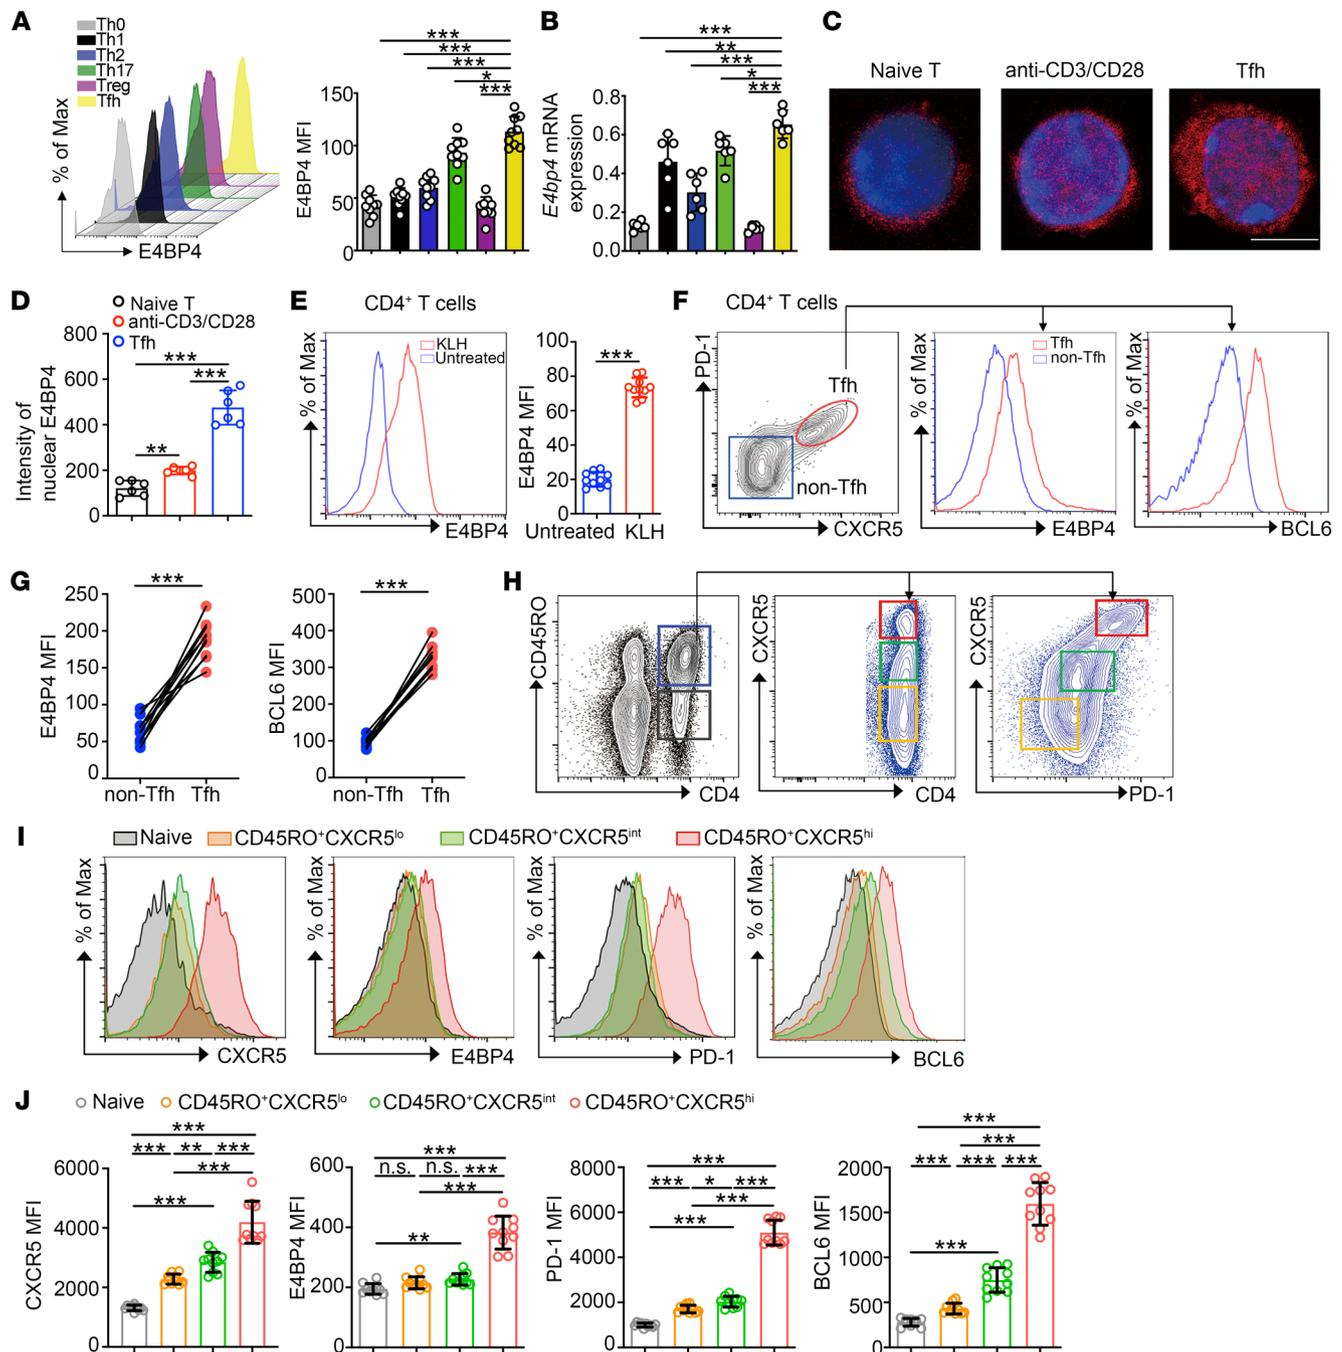 A
Th0
Th1
Th2
Th17
Treg
Tfh
% of Max
E4BP4
E4BP4 MFI
150
100
50
0
***
***
***
*
***
B
E4bp4 mRNA
expression
0.8
0.6
0.4
0.2
0.0
***
**
***
*
***
C
Naive T
anti-CD3/CD28
Tfh
D
Naive T
anti-CD3/CD28
Tfh
Intensity of
nuclear E4BP4
800
600
400
200
0
***
***
**
E
CD4+ T cells
KLH
Untreated
% of Max
E4BP4
E4BP4 MFI
100
80
60
40
20
0
***
Untreated KLH
F
CD4+ T cells
PD-1
Tfh
non-Tfh
CXCR5
% of Max
Tfh
non-Tfh
E4BP4
% of Max
BCL6
G
E4BP4 MFI
250
200
150
100
50
0
***
non-Tfh Tfh
BCL6 MFI
500
400
300
200
100
0
***
non-Tfh Tfh
H
CD45RO
CD4
CXCR5
CD4
CXCR5
PD-1
I
Naive CD45RO+CXCR5lo CD45RO+CXCR5int CD45RO+CXCR5hi
% of Max
CXCR5
% of Max
E4BP4
% of Max
PD-1
% of Max
BCL6
J
Naive CD45RO+CXCR5lo CD45RO+CXCR5int CD45RO+CXCR5hi
CXCR5 MFI
6000
4000
2000
0
***
*** ** ***
***
***
E4BP4 MFI
600
400
200
0
***
n.s. n.s. ***
***
**
PD-1 MFI
8000
6000
4000
2000
0
***
*** * ***
***
***
BCL6 MFI
2000
1500
1000
500
0
***
***
*** *** ***
***